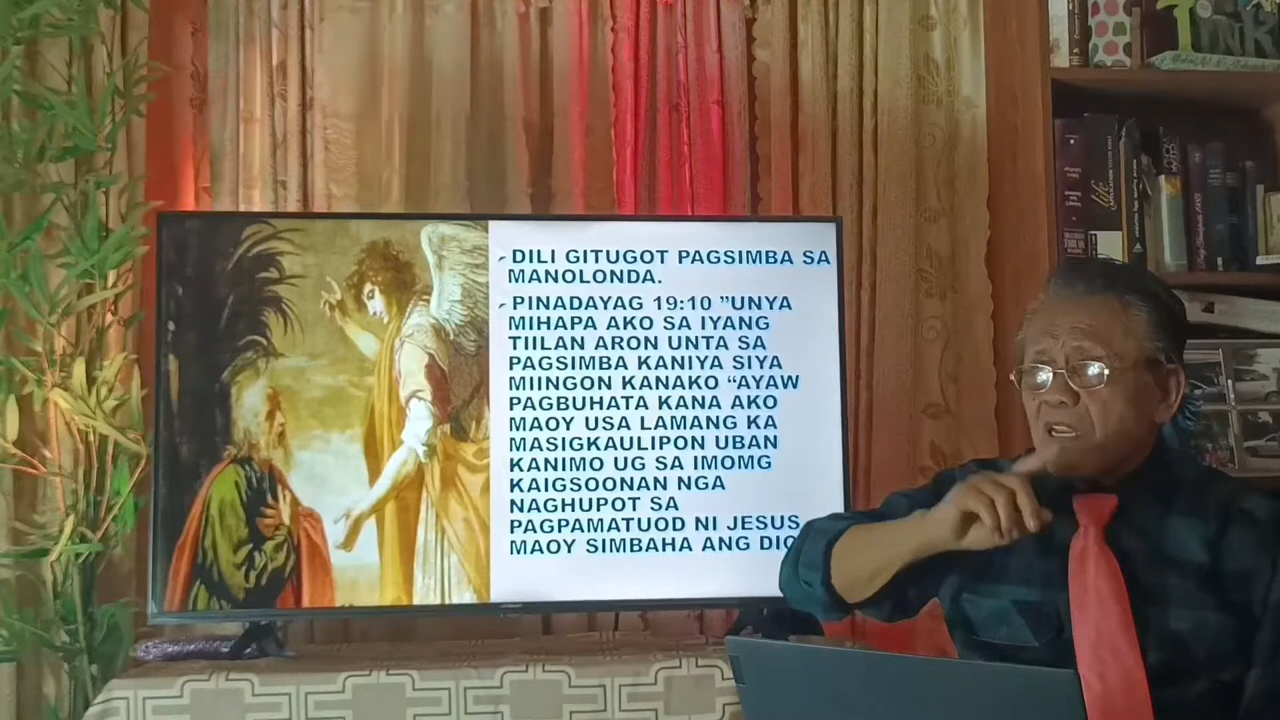 DILI GITUGOT PAGSIMBA SA
MANOLONDA.
PINADAYAG 19:10 ”UNYA
MIHAPA AKO SA IYANG
TIILAN ARON UNTA SA
PAGSIMBA KANIYA SIYA
MIINGON KANAKO “AYAW
PAGBUHATA KANA AKO
MAOY USA LAMANG KA
MASIGKAULIPON UBAN
KANIMO UG SA IMOMG
KAIGSOONAN NGA
NAGHUPOT SA
PAGPAMATUOD NI JESUS
MAOY SIMBAHA ANG
life